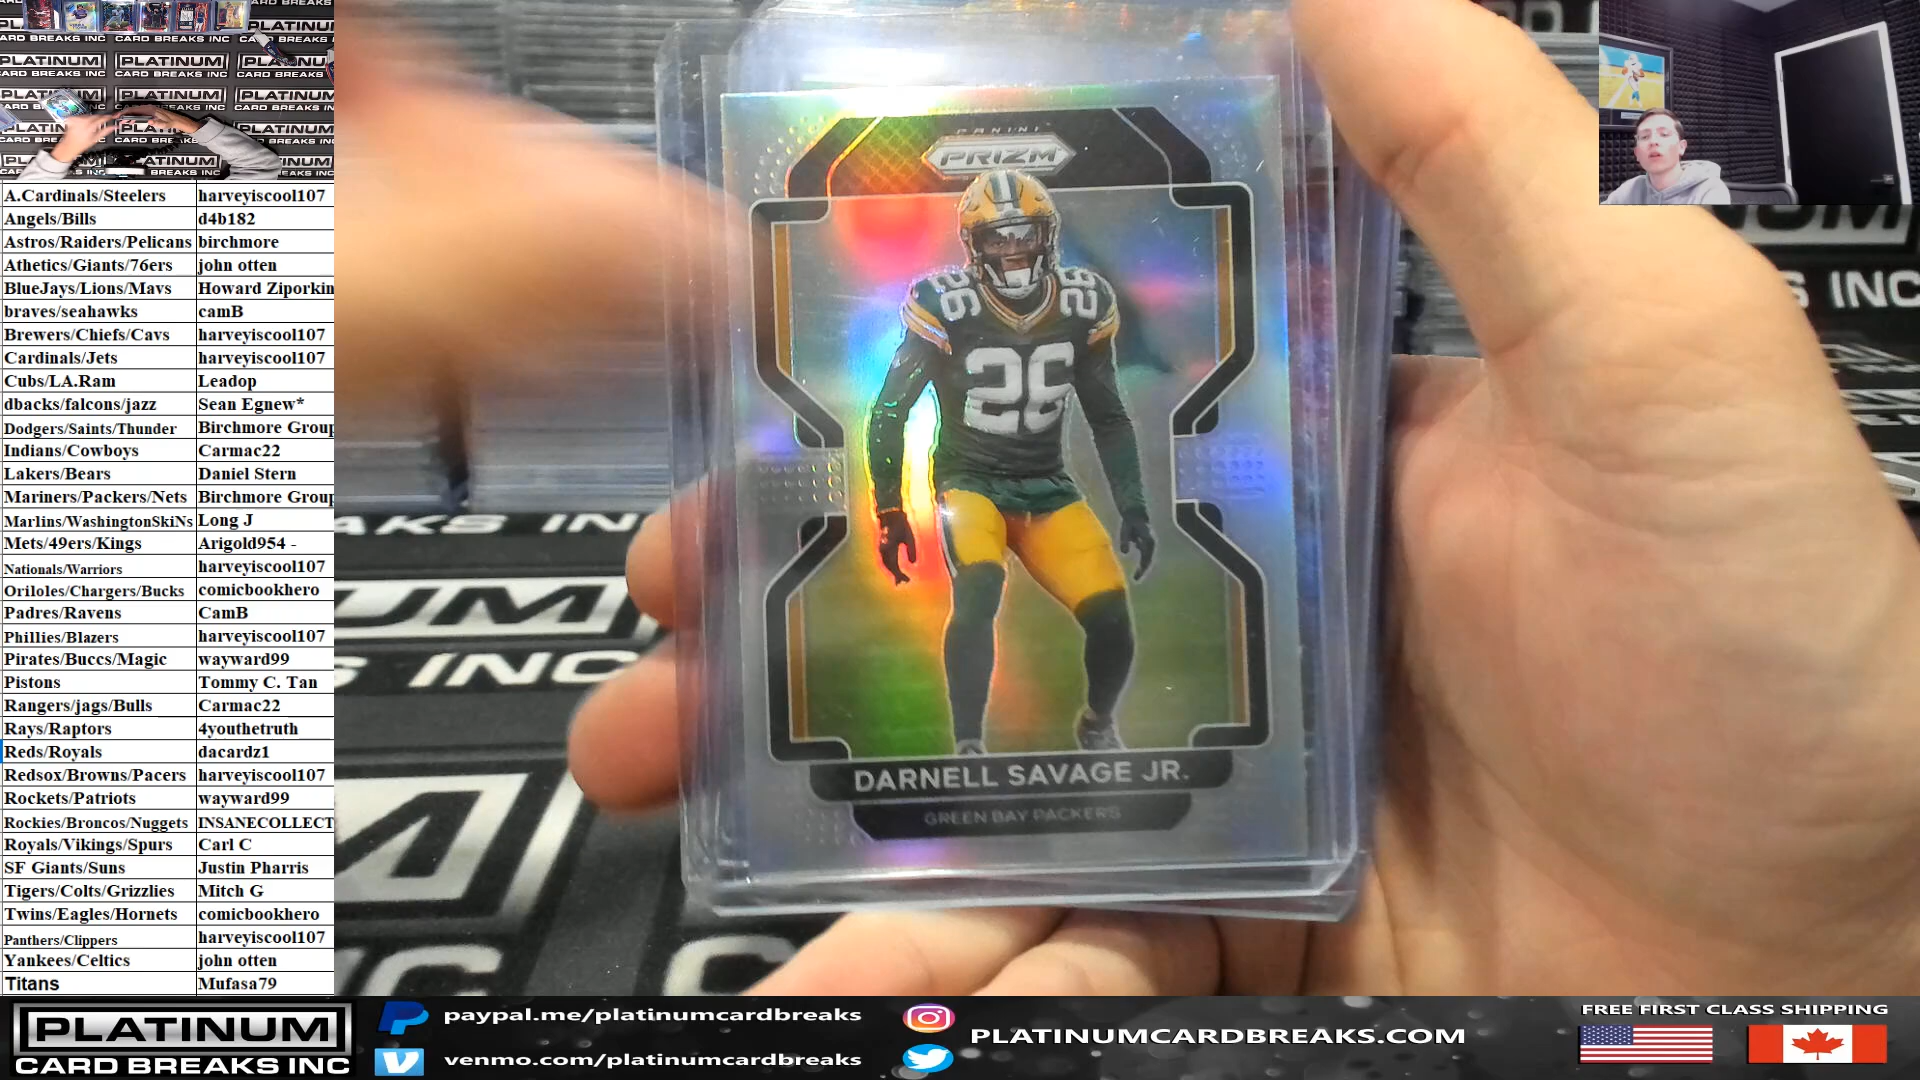 PLATINUM
CARD BREAKS INC
A.Cardinals/Steelers harveyiscool107
Angels/Bills d4b182
Astros/Raiders/Pelicans birchmore
Athetics/Giants/76ers john otten
BlueJays/Lions/Mavs Howard Ziporkin
braves/seahawks camB
Brewers/Chiefs/Cavs harveyiscool107
Cardinals/Jets harveyiscool107
Cubs/LA.Ram Leadop
dbacks/falcons/jazz Sean Egnew*
Dodgers/Saints/Thunder Birchmore Group
Indians/Cowboys Carmac22
Lakers/Bears Daniel Stern
Mariners/Packers/Nets Birchmore Group
Marlins/WashingtonSkiNs Long J
Mets/49ers/Kings Arigold954 -
Nationals/Warriors harveyiscool107
Oriloles/Chargers/Bucks comicbookhero
Padres/Ravens CamB
Phillies/Blazers harveyiscool107
Pirates/Buccs/Magic wayward99
Pistons Tommy C. Tan
Rangers/jags/Bulls Carmac22
Rays/Raptors 4youthetruth
Reds/Royals dacardz1
Redsox/Browns/Pacers harveyiscool107
Rockets/Patriots wayward99
Rockies/Broncos/Nuggets INSANECOLLECT
Royals/Vikings/Spurs Carl C
SF Giants/Suns Justin Pharris
Tigers/Colts/Grizzlies Mitch G
Twins/Eagles/Hornets comicbookhero
Panthers/Clippers harveyiscool107
Yankees/Celtics john otten
Titans Mufasa79
PANINI
PRIZM
26 26
26
DARNELL SAVAGE JR.
GREEN BAY PACKERS
PLATINUM
CARD BREAKS INC
paypal.me/platinumcardbreaks
venmo.com/platinumcardbreaks
PLATINUMCARDBREAKS.COM
FREE FIRST CLASS SHIPPING